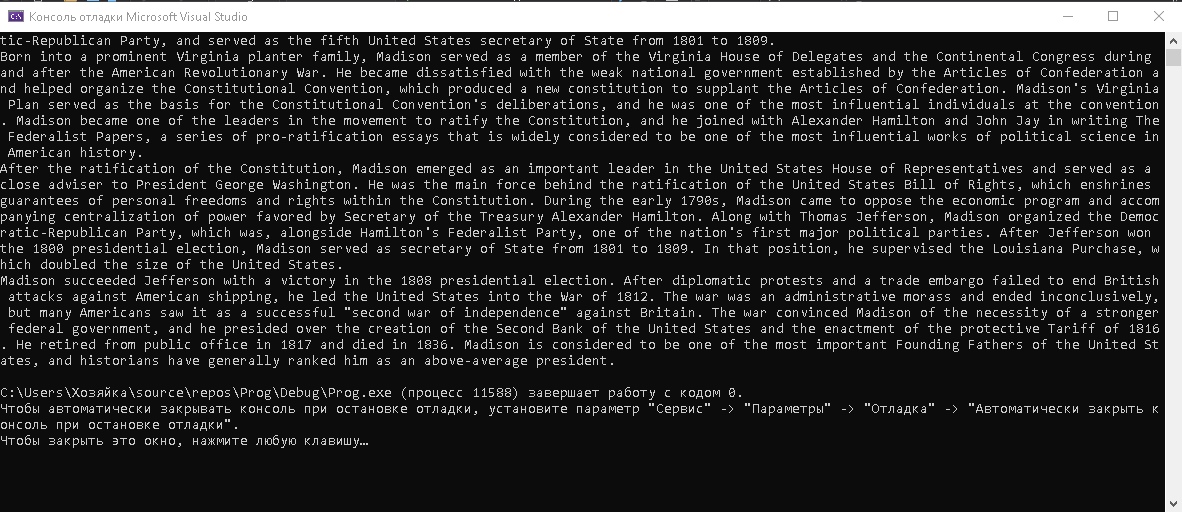 Консоль отладки Microsoft Visual Studio
tic-Republican Party, and served as the fifth United States secretary of State from 1801 to 1809.
Born into a prominent Virginia planter family, Madison served as a member of the Virginia House of Delegates and the Continental Congress during
and after the American Revolutionary War. He became dissatisfied with the weak national government established by the Articles of Confederation a
nd helped organize the Constitutional Convention, which produced a new constitution to supplant the Articles of Confederation. Madison's Virginia
Plan served as the basis for the Constitutional Convention's deliberations, and he was one of the most influential individuals at the convention
. Madison became one of the leaders in the movement to ratify the Constitution, and he joined with Alexander Hamilton and John Jay in writing The
Federalist Papers, a series of pro-ratification essays that is widely considered to be one of the most influential works of political science in
American history.
After the ratification of the Constitution, Madison emerged as an important leader in the United States House of Representatives and served as a
close adviser to President George Washington. He was the main force behind the ratification of the United States Bill of Rights, which enshrines
guarantees of personal freedoms and rights within the Constitution. During the early 1790s, Madison came to oppose the economic program and accom
panying centralization of power favored by Secretary of the Treasury Alexander Hamilton. Along with Thomas Jefferson, Madison organized the Democ
ratic-Republican Party, which was, alongside Hamilton's Federalist Party, one of the nation's first major political parties. After Jefferson won
the 1800 presidential election, Madison served as secretary of State from 1801 to 1809. In that position, he supervised the Louisiana Purchase, w
hich doubled the size of the United States.
Madison succeeded Jefferson with a victory in the 1808 presidential election. After diplomatic protests and a trade embargo failed to end British
attacks against American shipping, he led the United States into the War of 1812. The war was an administrative morass and ended inconclusively,
but many Americans saw it as a successful "second war of independence" against Britain. The war convinced Madison of the necessity of a stronger
federal government, and he presided over the creation of the Second Bank of the United States and the enactment of the protective Tariff of 1816
. He retired from public office in 1817 and died in 1836. Madison is considered to be one of the most important Founding Fathers of the United St
ates, and historians have generally ranked him as an above-average president.
C:\Users\Хозяйка\source\repos\Prog\Debug\Prog.exe (процесс 11588) завершает работу с кодом 0.
Чтобы автоматически закрывать консоль при остановке отладки, установите параметр "Сервис" -> "Параметры" -> "Отладка" -> "Автоматически закрыть к
онсоль при остановке отладки".
Чтобы закрыть это окно, нажмите любую клавишу…